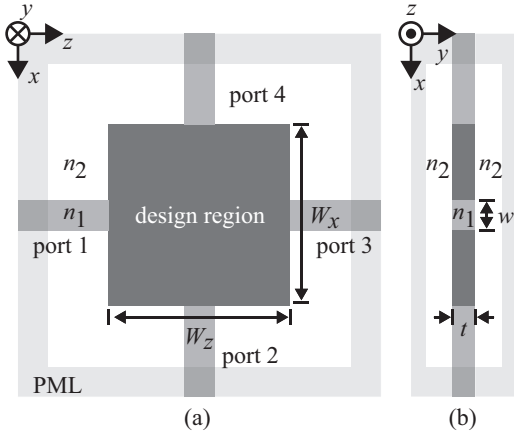 y
z
x
port 4
n2
n1
design region
Wx
port 1
port 3
Wz
port 2
PML
(a)
z
y
x
n2
n2
n1
w
t
(b)